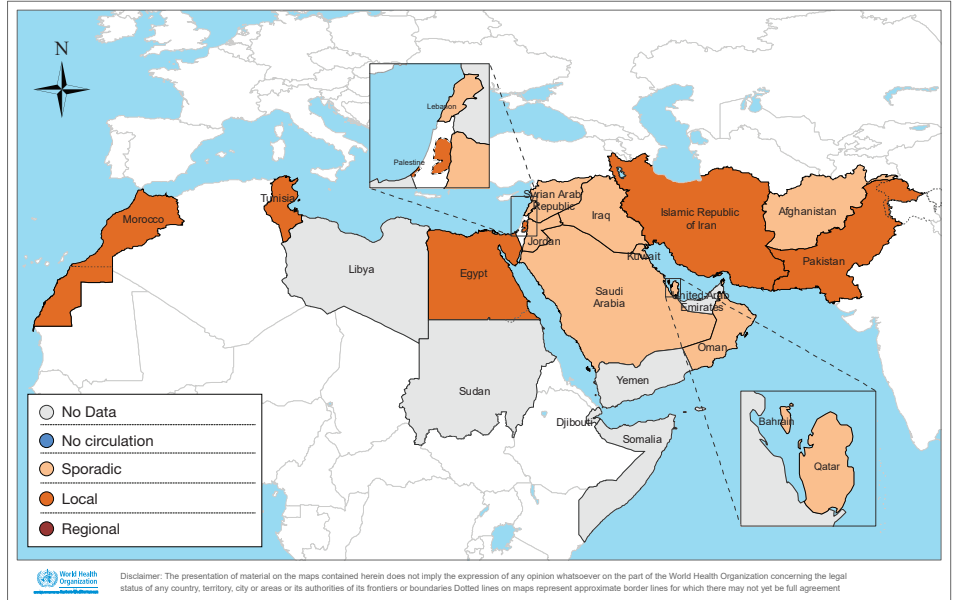 N
Lebanon
Palestine
Tunisia
Morocco
Syrian Arab
Republic
Iraq
Islamic Republic
of Iran
Afghanistan
Jordan
Kuwait
Pakistan
Libya
Egypt
Saudi
Arabia
United Arab
Emirates
Oman
Yemen
Sudan
Djibouti
Somalia
Bahrain
Qatar
No Data
No circulation
Sporadic
Local
Regional
World Health
Organization
Disclaimer: The presentation of material on the maps contained herein does not imply the expression of any opinion whatsoever on the part of the World Health Organization concerning the legal
status of any country, territory, city or areas or its authorities of its frontiers or boundaries Dotted lines on maps represent approximate border lines for which there may not yet be full agreement